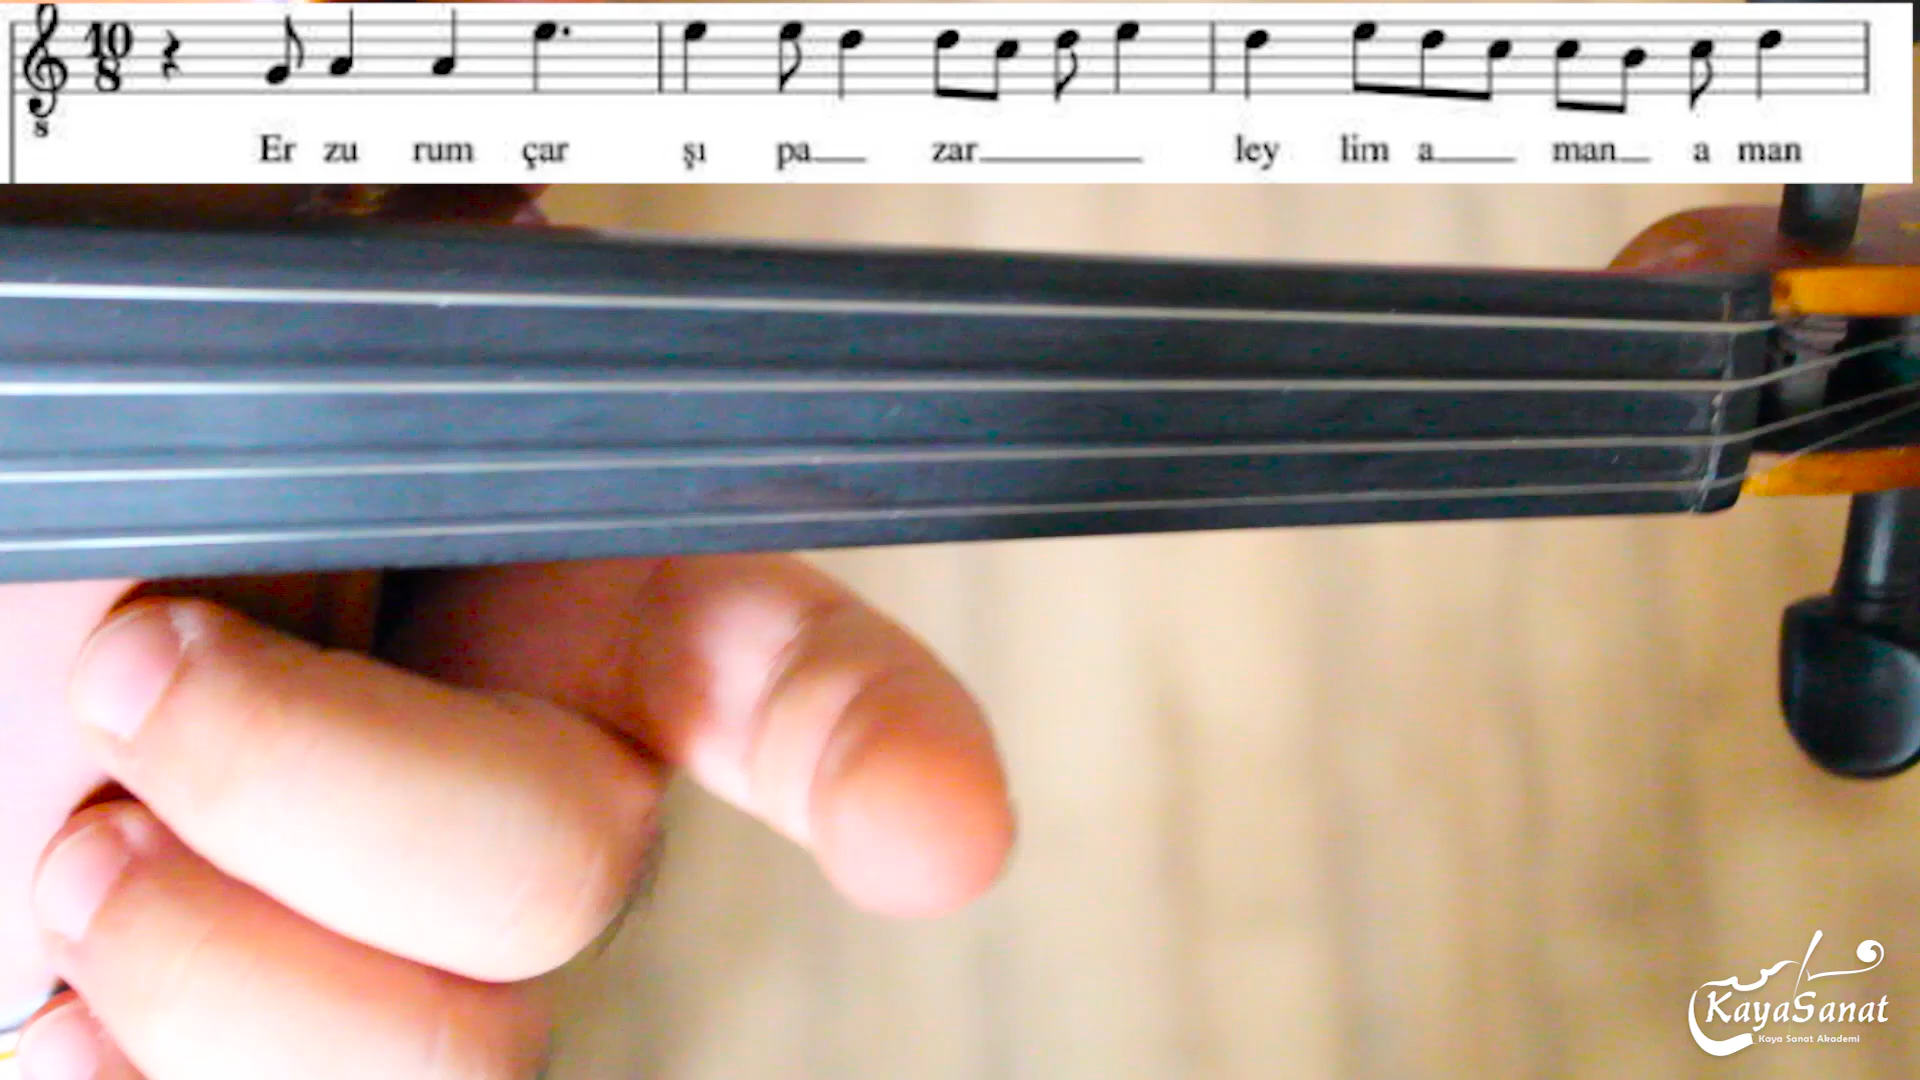 10
8
8
Er zu rum çar şı pa zar ley lim a man a man
KayaSanat
Kaya Sanat Akademi